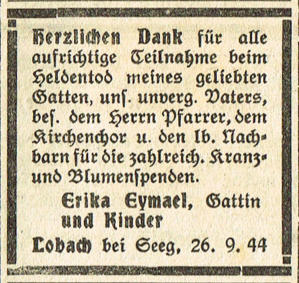 Herzlichen Dank für alle
aufrichtige Teilnahme beim
Heldentod meines geliebten
Gatten, uns. unverg. Vaters,
bes. dem Herrn Pfarrer, dem
Kirchenchor u. den lb. Nach-
barn für die zahlreich. Kranz-
und Blumenspenden.
Erika Eymael, Gattin
und Kinder
Lobach bei Seeg, 26. 9. 44